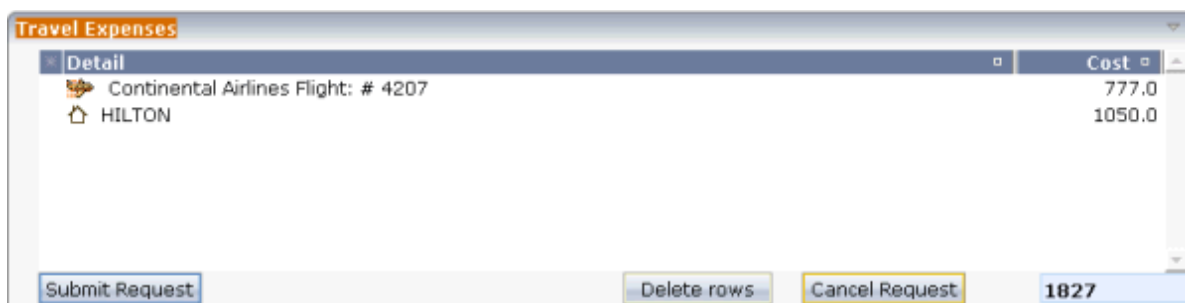 Travel Expenses
Detail Cost
Continental Airlines Flight: # 4207 777.0
HILTON 1050.0
Submit Request Delete rows Cancel Request 1827